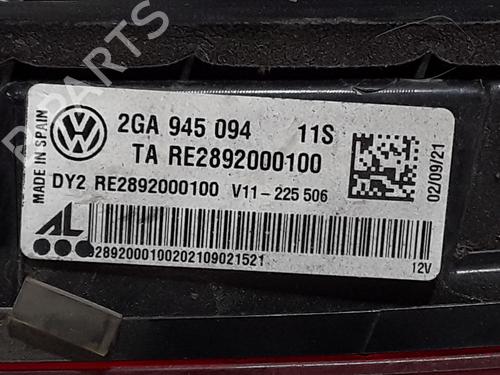 PARTS
2GA 945 094 11S
TA RE2892000100
DY2 RE2892000100 V11-225 506
MADE IN SPAIN
02/09/21
AL
02892000100202109021521
12V